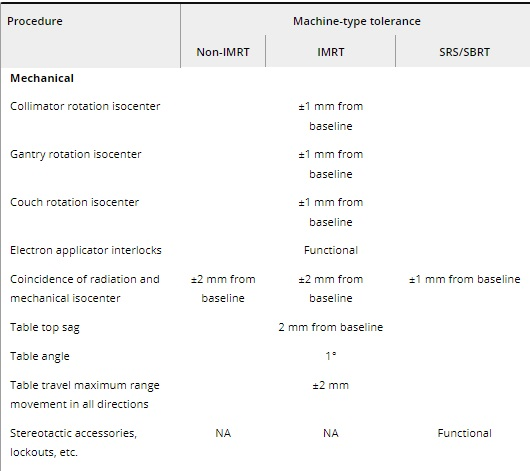 Procedure Machine-type tolerance
Non-IMRT IMRT SRS/SBRT
Mechanical
Collimator rotation isocenter ±1 mm from
baseline
Gantry rotation isocenter ±1 mm from
baseline
Couch rotation isocenter ±1 mm from
baseline
Electron applicator interlocks Functional
Coincidence of radiation and ±2 mm from ±2 mm from ±1 mm from baseline
mechanical isocenter baseline baseline
Table top sag 2 mm from baseline
Table angle 1°
Table travel maximum range ±2 mm
movement in all directions
Stereotactic accessories, NA NA Functional
lockouts, etc.